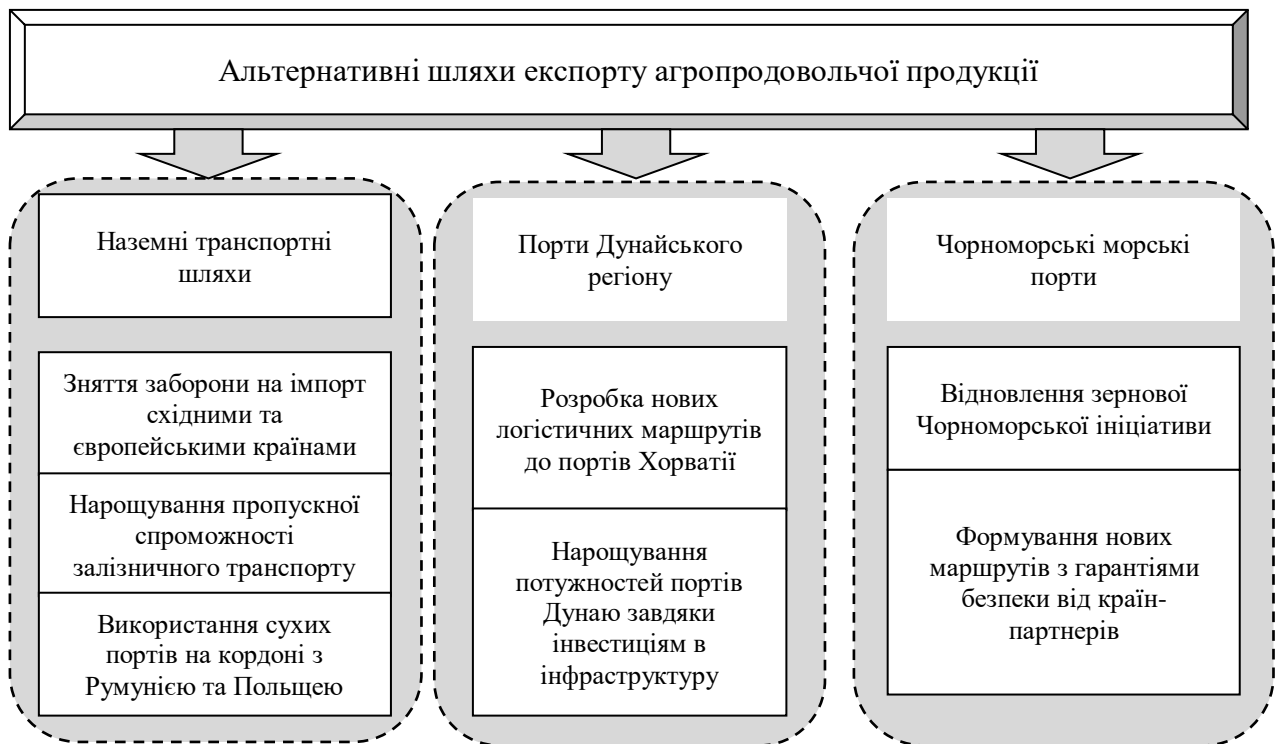 Альтернативні шляхи експорту агропродовольчої продукції
Наземні транспортні
шляхи
Зняття заборони на імпорт
східними та
європейськими країнами
Нарощування пропускної
спроможності
залізничного транспорту
Використання сухих
портів на кордоні з
Румунією та Польщею
Порти Дунайського
регіону
Розробка нових
логістичних маршрутів
до портів Хорватії
Нарощування
потужностей портів
Дунаю завдяки
інвестиціям в
інфраструктуру
Чорноморські морські
порти
Відновлення зернової
Чорноморської ініціативи
Формування нових
маршрутів з гарантіями
безпеки від країн-
партнерів